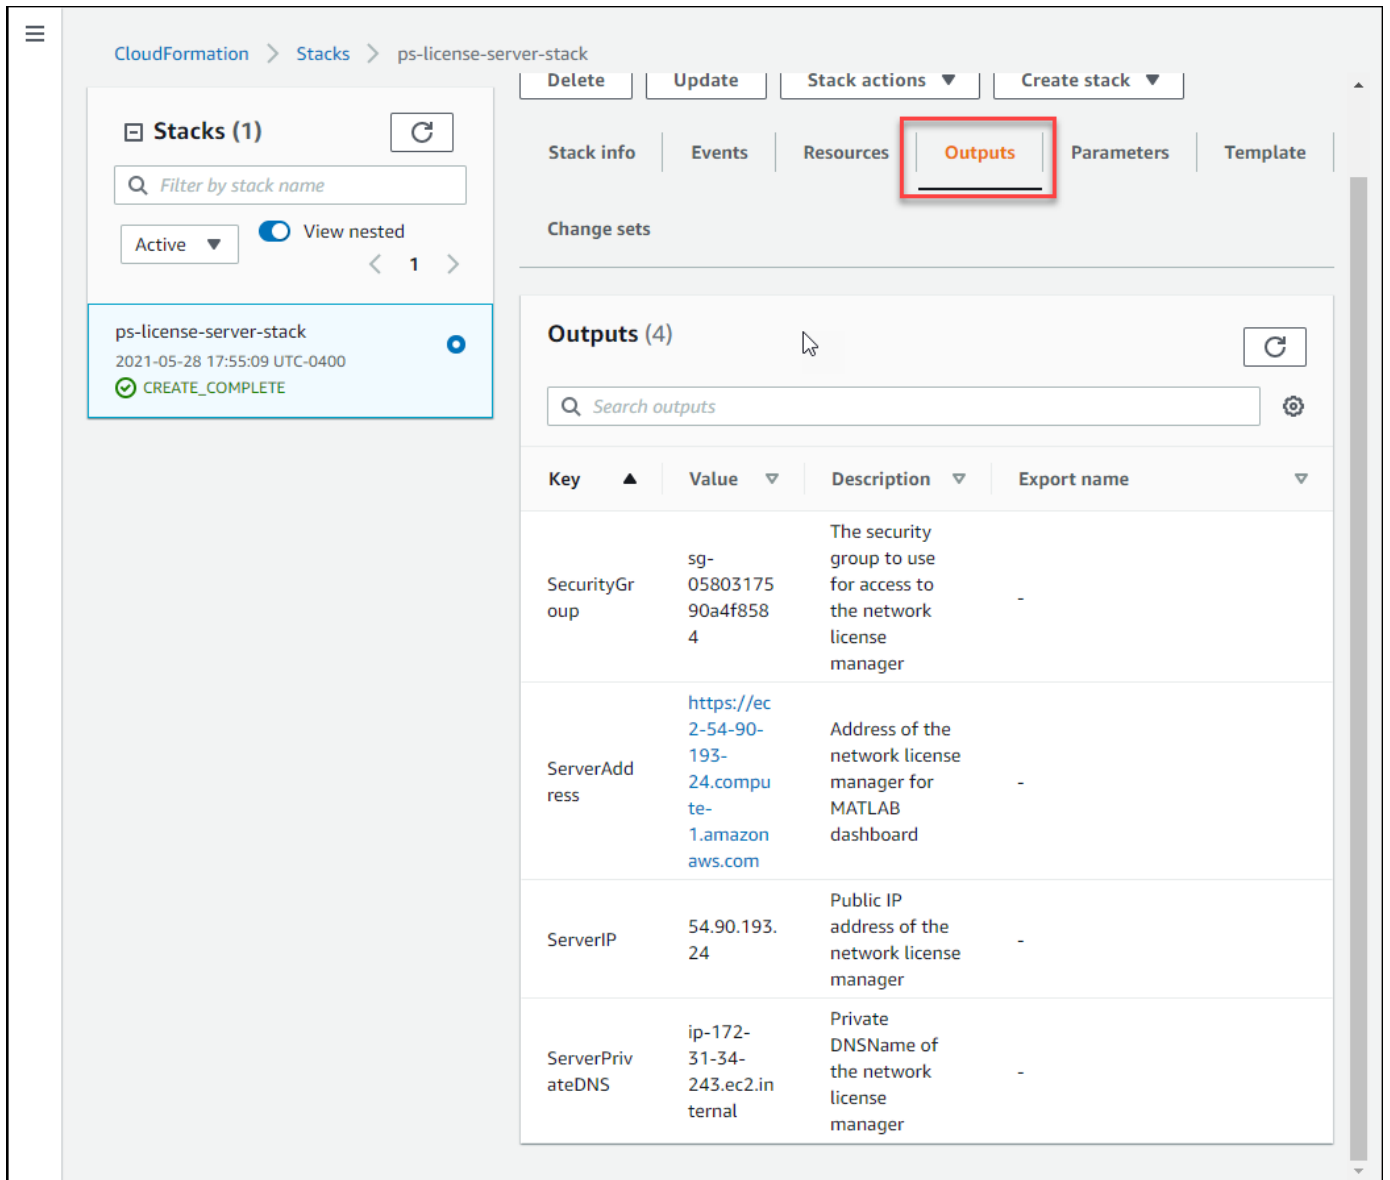 CloudFormation > Stacks > ps-license-server-stack
Delete Update Stack actions Create stack
Stacks (1)
Filter by stack name
Active View nested
1
ps-license-server-stack
2021-05-28 17:55:09 UTC-0400
CREATE_COMPLETE
Stack info Events Resources Outputs Parameters Template
Change sets
Outputs (4)
Search outputs
Key Value Description Export name
SecurityGr
oup
sg-
05803175
90a4f858
4
The security
group to use
for access to
the network
license
manager
-
ServerAdd
ress
https://ec
2-54-90-
193-
24.compu
te-
1.amazon
aws.com
Address of the
network license
manager for
MATLAB
dashboard
-
ServerIP
54.90.193.
24
Public IP
address of the
network license
manager
-
ServerPriv
ateDNS
ip-172-
31-34-
243.ec2.in
ternal
Private
DNSName of
the network
license
manager
-